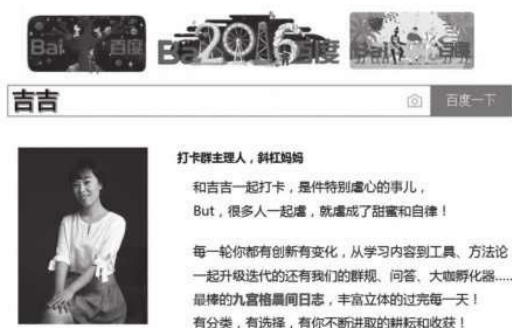 Bai 百度
Bai 2016 百度
Bai 百度
吉吉
百度一下
打卡群主理人，斜杠妈妈
和吉吉一起打卡，是件特别虐心的事儿，
But，很多人一起虐，就虐成了甜蜜和自律！
每一轮你都有创新有变化，从学习内容到工具、方法论
一起升级迭代的还有我们的群规、问答、大咖孵化器......
最棒的九宫格晨间日志，丰富立体的过完每一天！
有分类，有选择，有你不断进取的耕耘和收获！